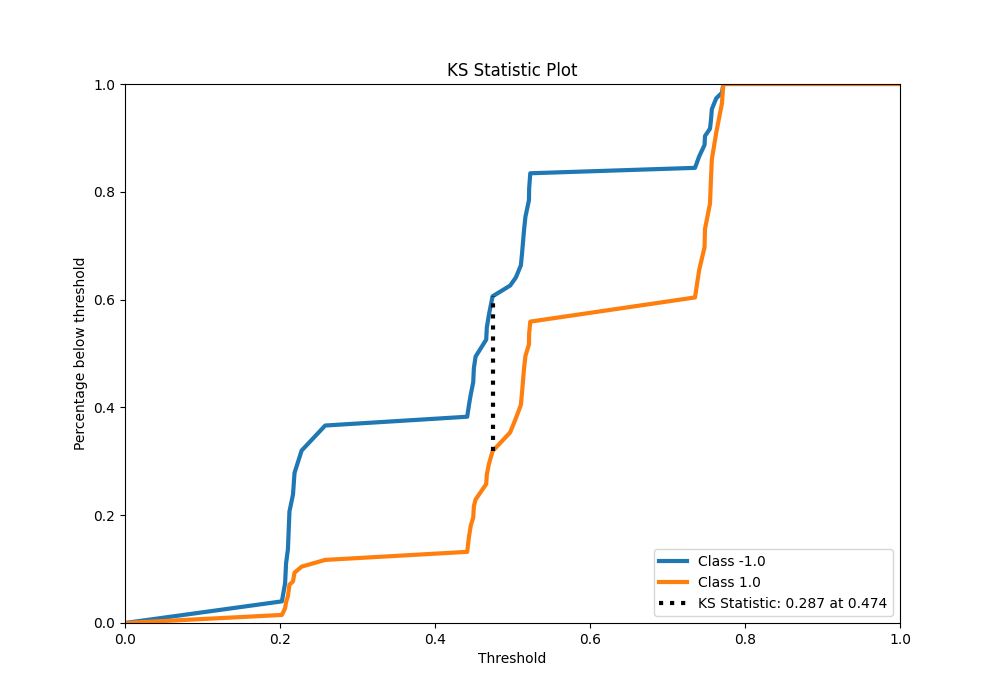 KS Statistic Plot
1.0
0.8
0.6
0.4
0.2
0.0
Percentage below threshold
0.0 0.2 0.4 0.6 0.8 1.0
Threshold
Class -1.0
Class 1.0
KS Statistic: 0.287 at 0.474